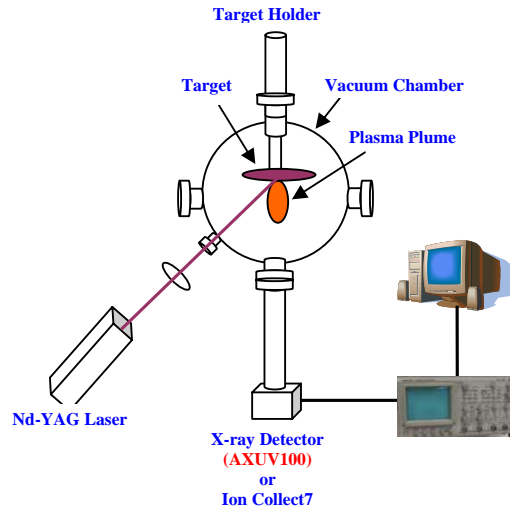 Target Holder
Target
Vacuum Chamber
Plasma Plume
Nd-YAG Laser
X-ray Detector
(AXUV100)
or
Ion Collect7